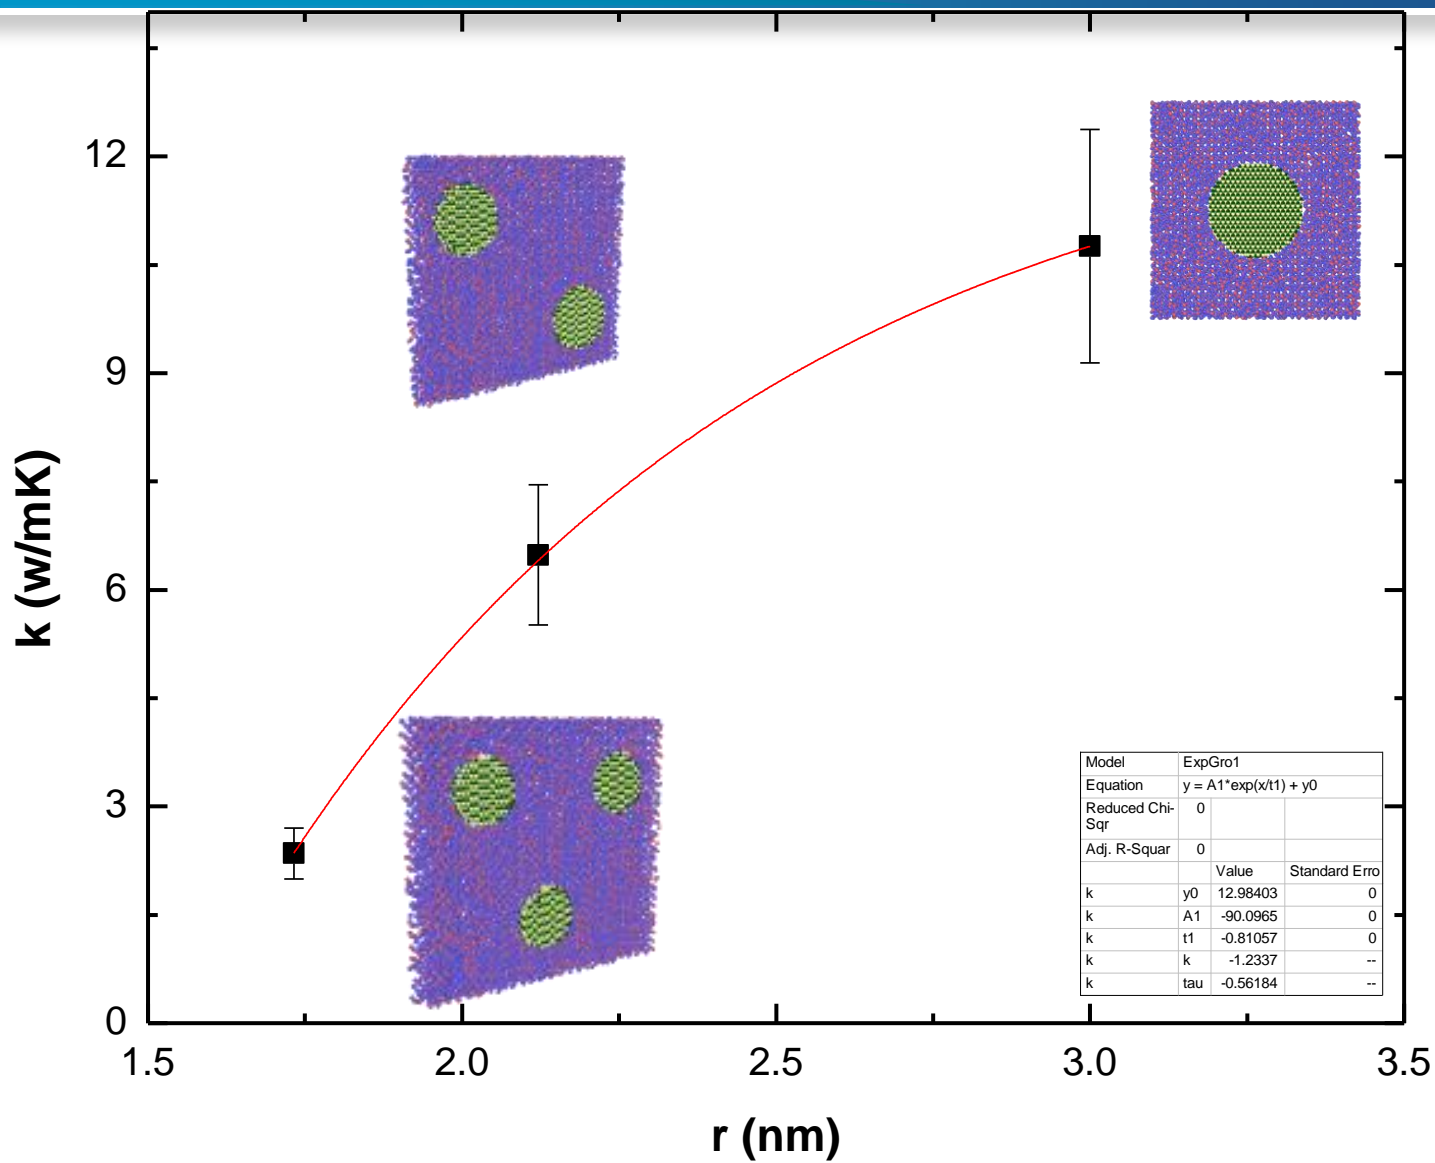 12
9
6
3
0
k (w/mK)
1.5 2.0 2.5 3.0 3.5
r (nm)
Model ExpGro1
Equation y = A1*exp(x/t1) + y0
Reduced Chi-
Sqr 0
Adj. R-Squar 0
Value Standard Erro
k y0 12.98403 0
k A1 -90.0965 0
k t1 -0.81057 0
k k -1.2337 --
k tau -0.56184 --